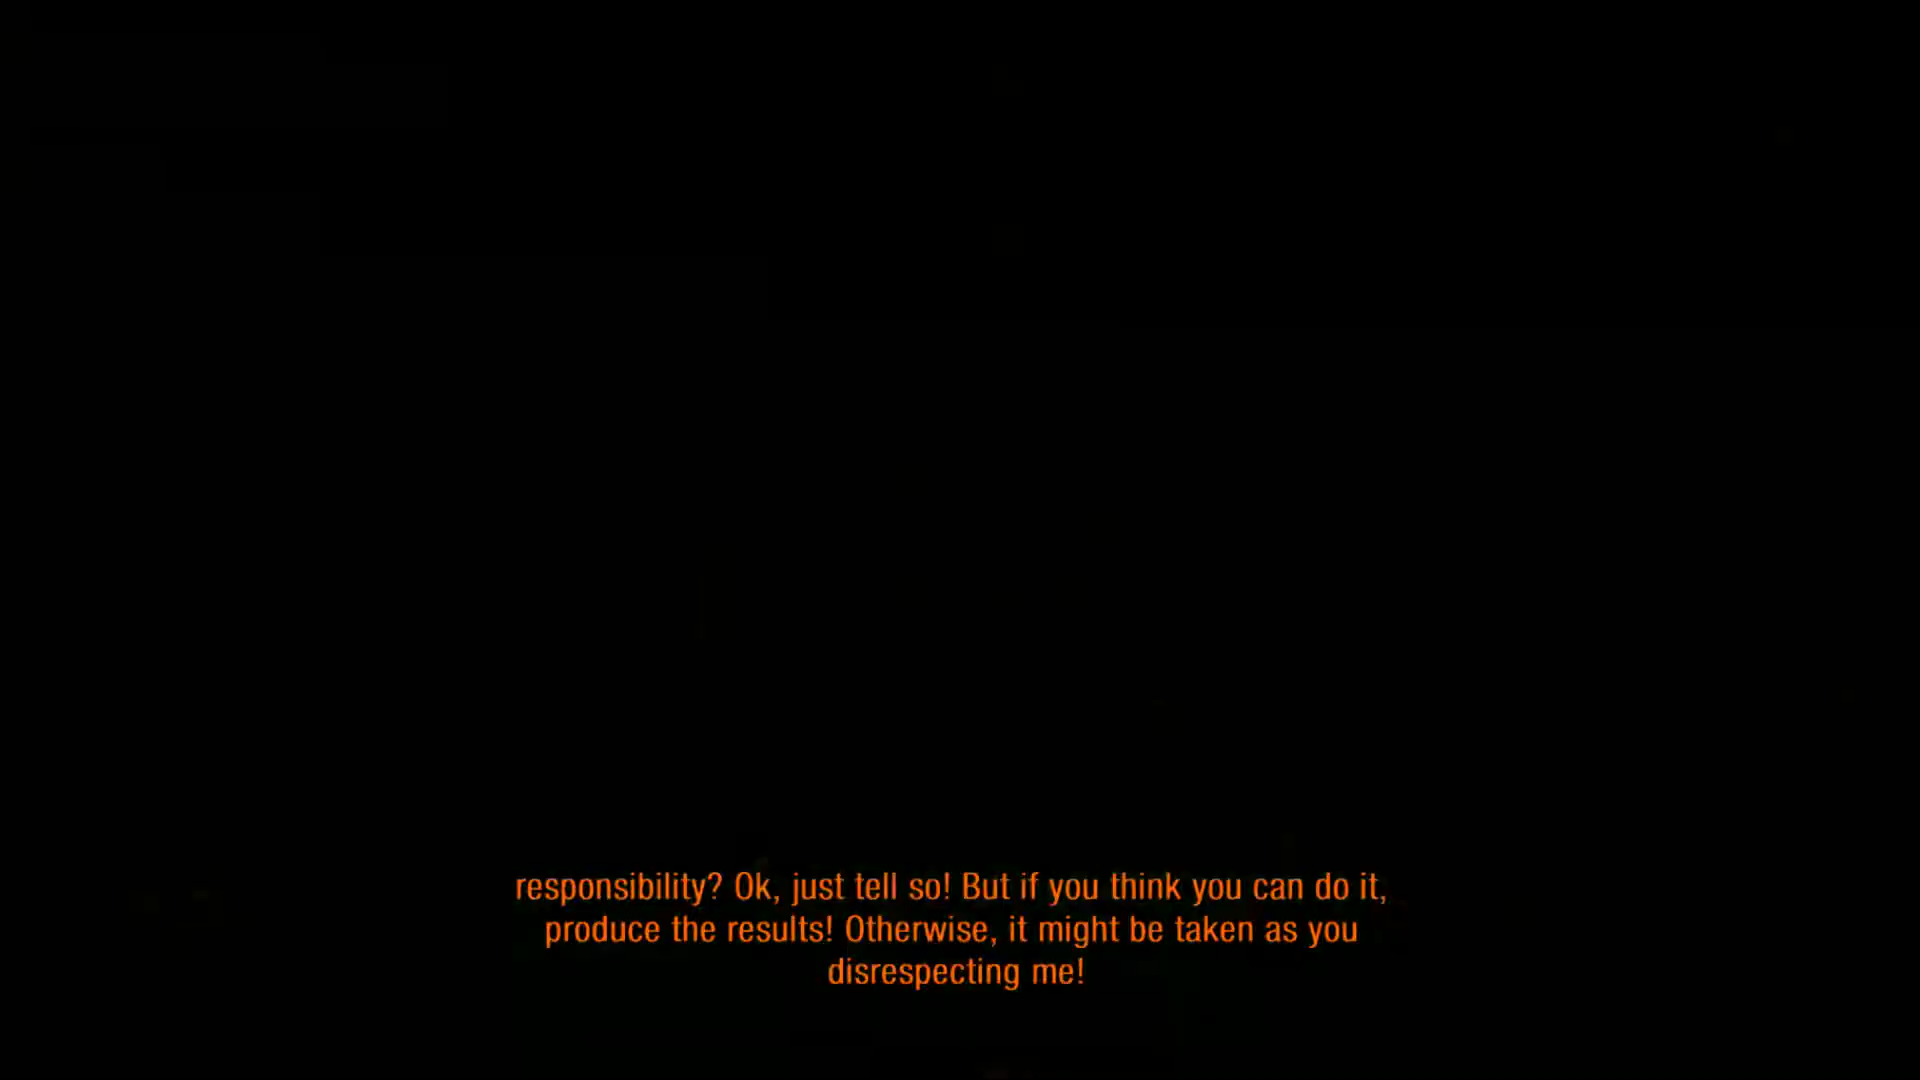 responsibility? Ok, just tell so! But if you think you can do it,
produce the results! Otherwise, it might be taken as you
disrespecting me!